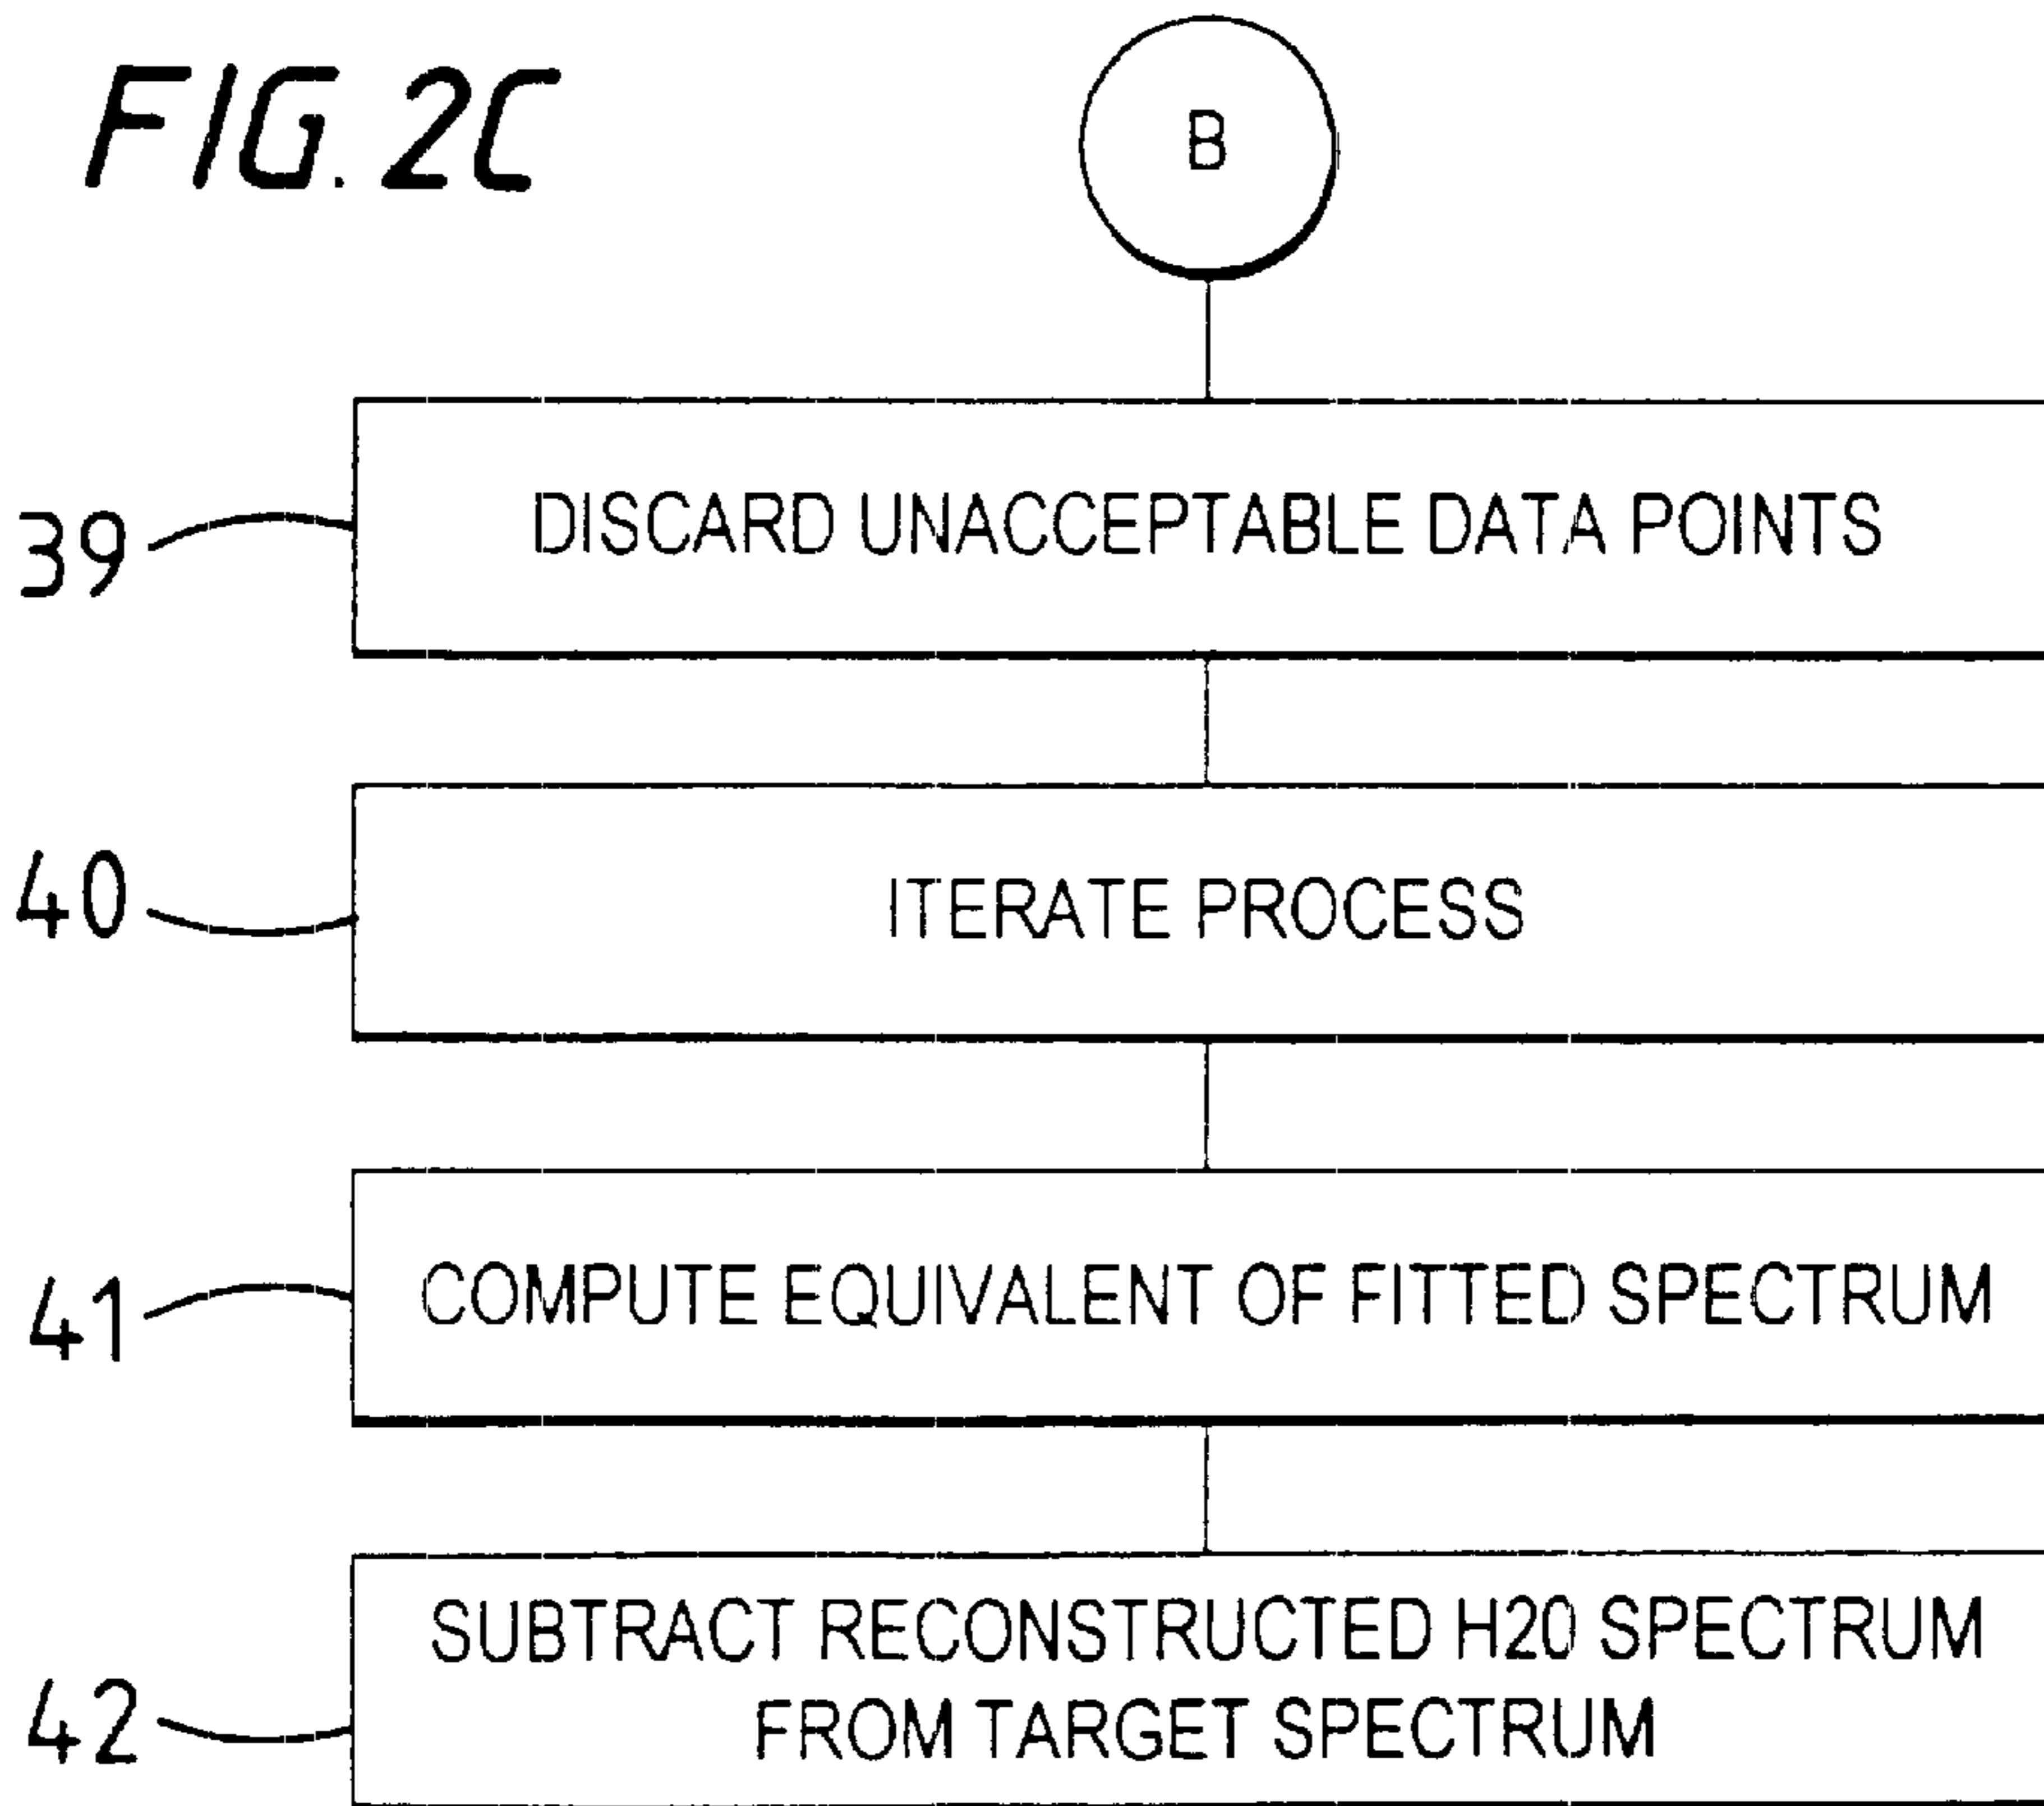 FIG. 2C
B
39
DISCARD UNACCEPTABLE DATA POINTS
40
ITERATE PROCESS
41
COMPUTE EQUIVALENT OF FITTED SPECTRUM
42
SUBTRACT RECONSTRUCTED H20 SPECTRUM
FROM TARGET SPECTRUM